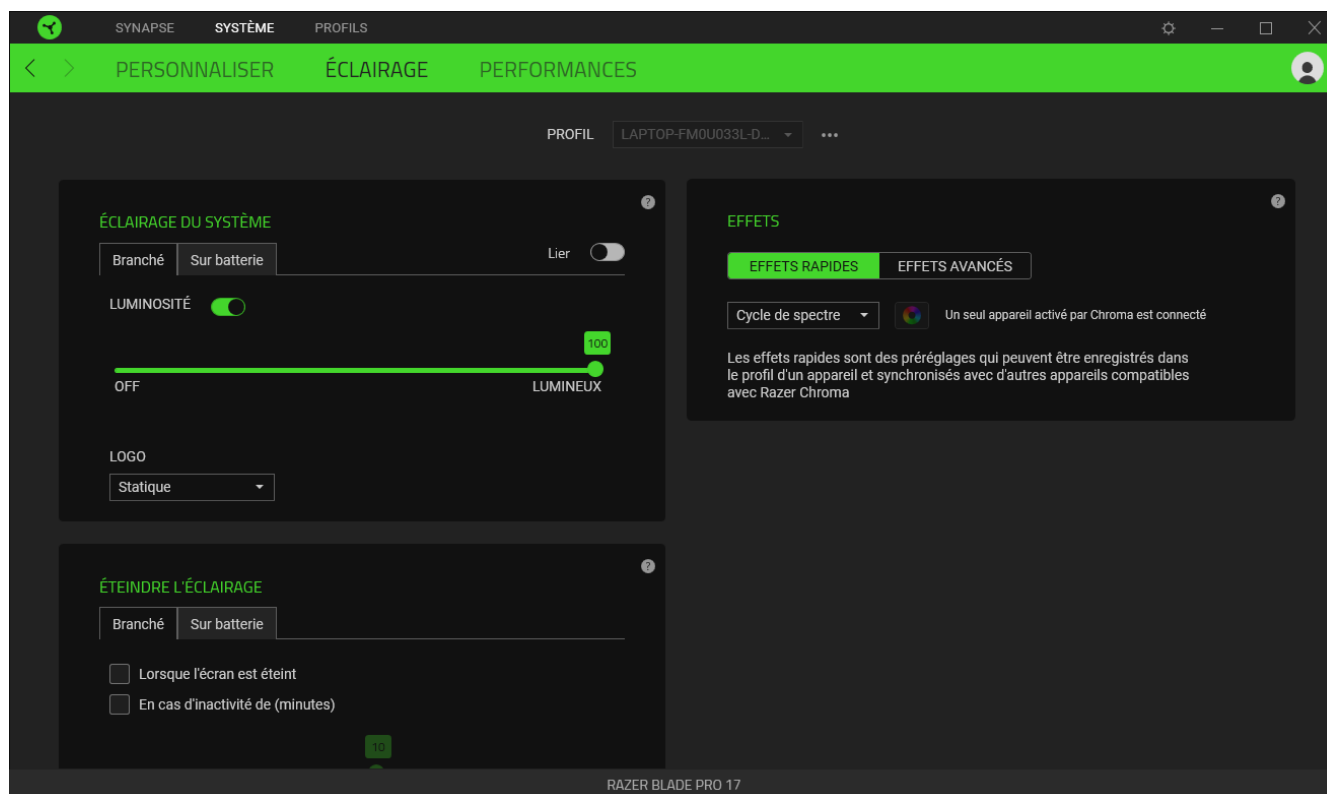 SYNAPSE SYSTÈME PROFILS
PERSONNALISER ÉCLAIRAGE PERFORMANCES
PROFIL LAPTOP-FM0U033L-D... •••
ÉCLAIRAGE DU SYSTÈME
?
Branché Sur batterie Lier
LUMINOSITÉ
100
OFF LUMINEUX
LOGO
Statique
EFFETS
?
EFFETS RAPIDES EFFETS AVANCÉS
Cycle de spectre Un seul appareil activé par Chroma est connecté
Les effets rapides sont des préréglages qui peuvent être enregistrés dans
le profil d'un appareil et synchronisés avec d'autres appareils compatibles
avec Razer Chroma
ÉTEINDRE L'ÉCLAIRAGE
?
Branché Sur batterie
Lorsque l'écran est éteint
En cas d'inactivité de (minutes)
10
RAZER BLADE PRO 17